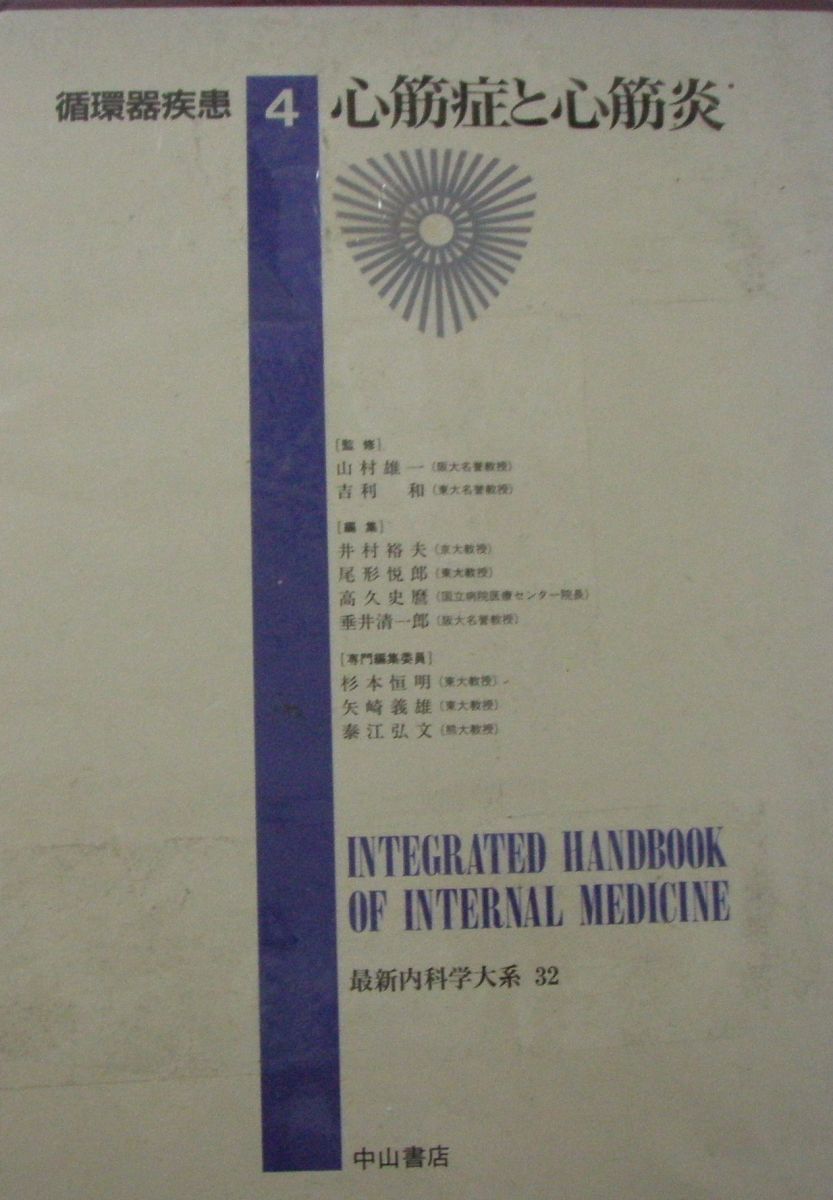 循環器疾患 4 心筋症と心筋炎
[監修]
山村雄一(阪大名誉教授)
吉利 和(東大名誉教授)
[編集]
井村裕夫(京大教授)
尾形悦郎(東大教授)
高久史麿(国立病院医療センター院長)
垂井清一郎(阪大名誉教授)
[専門編集委員]
杉本恒明(東大教授)
矢崎義雄(東大教授)
泰江弘文(熊大教授)
INTEGRATED HANDBOOK
OF INTERNAL MEDICINE
最新内科学大系 32
中山書店